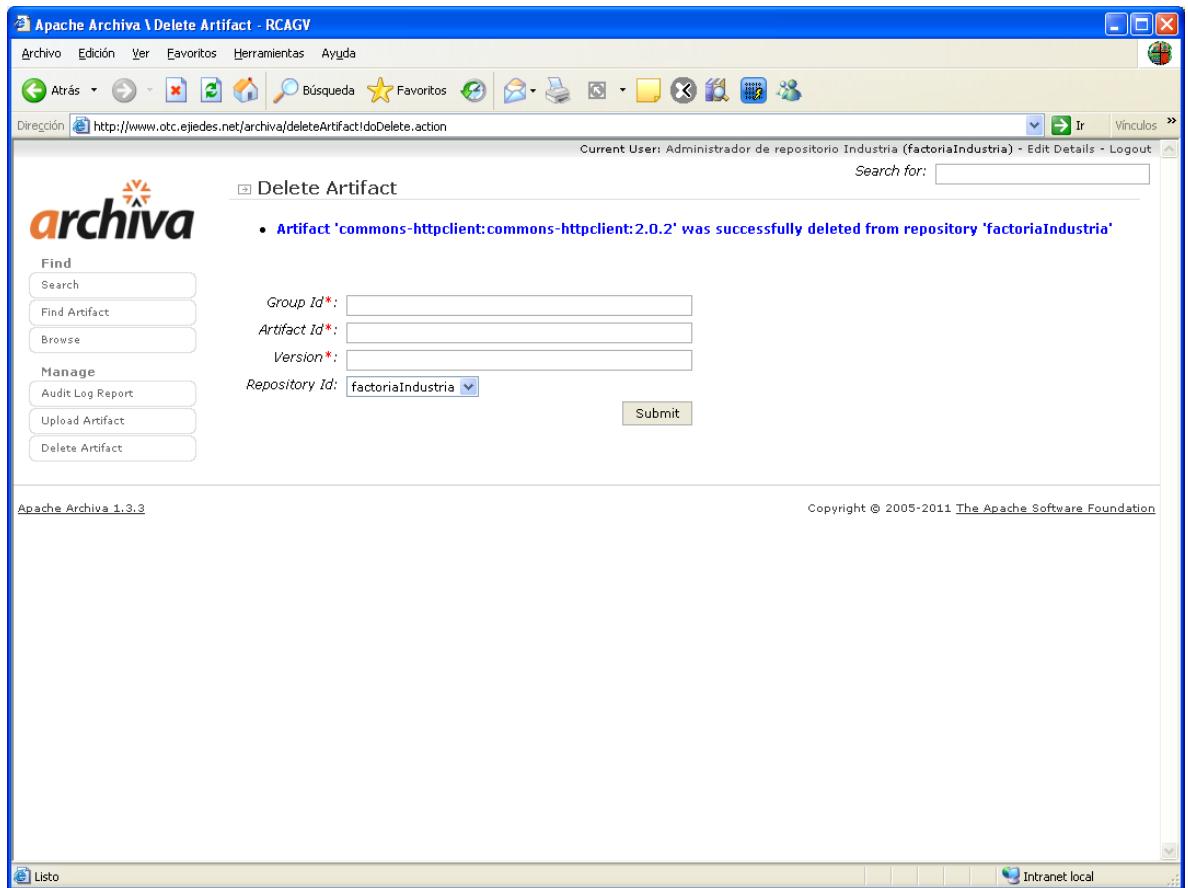 Apache Archiva \ Delete Artifact - RCAGV
Archivo Edición Ver Favoritos Herramientas Ayuda
Atrás Búsqueda Favoritos
Dirección http://www.otc.ejiedes.net/archiva/deleteArtifact!doDelete.action Ir Vínculos »
Current User: Administrador de repositorio Industria (factoriaIndustria) - Edit Details - Logout
Search for:
archiva
Delete Artifact
• Artifact 'commons-httpclient:commons-httpclient:2.0.2' was successfully deleted from repository 'factoriaIndustria'
Find
Search
Find Artifact
Browse
Manage
Audit Log Report
Upload Artifact
Delete Artifact
Group Id*:
Artifact Id*:
Version*:
Repository Id: factoriaIndustria
Submit
Apache Archiva 1.3.3
Copyright © 2005-2011 The Apache Software Foundation
Listo
Intranet local